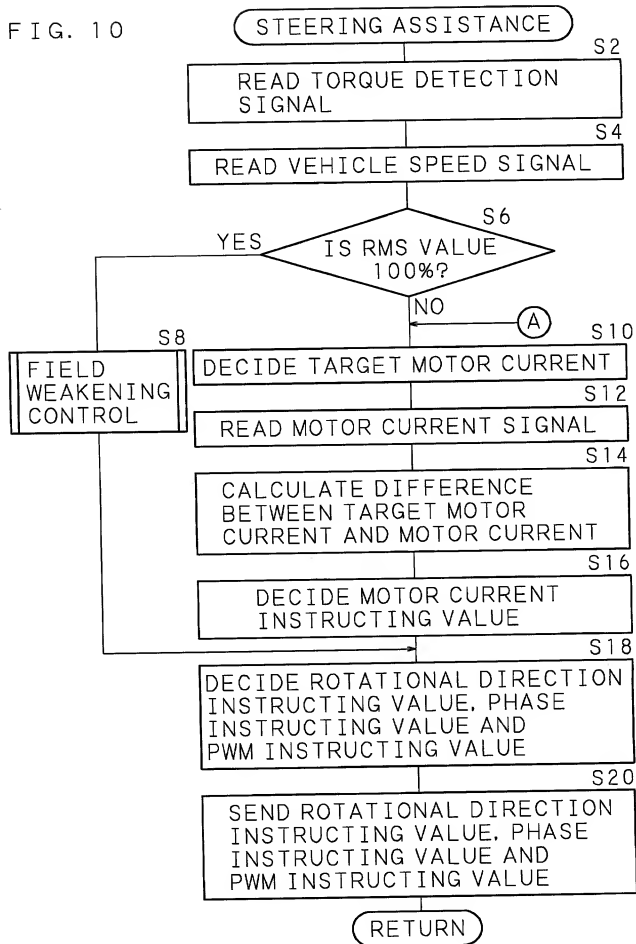 FIG. 10
STEERING ASSISTANCE
S2
READ TORQUE DETECTION
SIGNAL
S4
READ VEHICLE SPEED SIGNAL
S6
YES
IS RMS VALUE
100%?
NO
A
S8
FIELD
WEAKENING
CONTROL
S10
DECIDE TARGET MOTOR CURRENT
S12
READ MOTOR CURRENT SIGNAL
S14
CALCULATE DIFFERENCE
BETWEEN TARGET MOTOR
CURRENT AND MOTOR CURRENT
S16
DECIDE MOTOR CURRENT
INSTRUCTING VALUE
S18
DECIDE ROTATIONAL DIRECTION
INSTRUCTING VALUE, PHASE
INSTRUCTING VALUE AND
PWM INSTRUCTING VALUE
S20
SEND ROTATIONAL DIRECTION
INSTRUCTING VALUE, PHASE
INSTRUCTING VALUE AND
PWM INSTRUCTING VALUE
RETURN